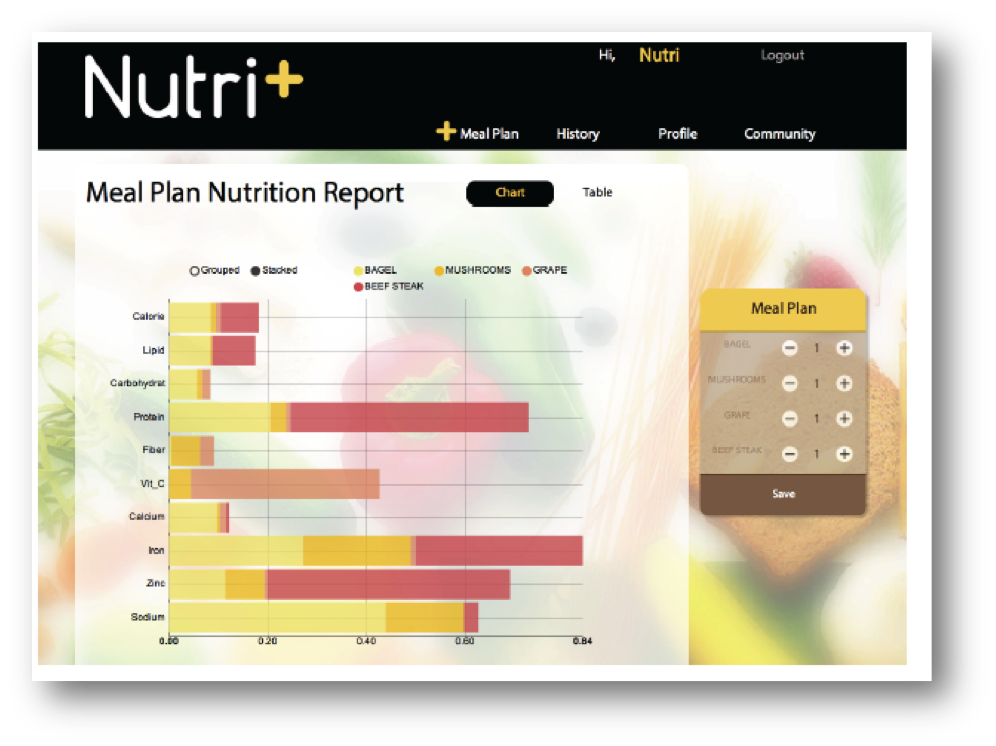 Nutri+
Hi, Nutri Logout
+ Meal Plan History Profile Community
Meal Plan Nutrition Report
Chart Table
Grouped Stacked BAGEL MUSHROOMS GRAPE
BEEF STEAK
Calorie
Lipid
Carbohydrat
Protein
Fiber
Vit_C
Calcium
Iron
Zinc
Sodium
0.00 0.20 0.40 0.60 0.84
Meal Plan
BAGEL − 1 +
MUSHROOMS − 1 +
GRAPE − 1 +
BEEF STEAK − 1 +
Save